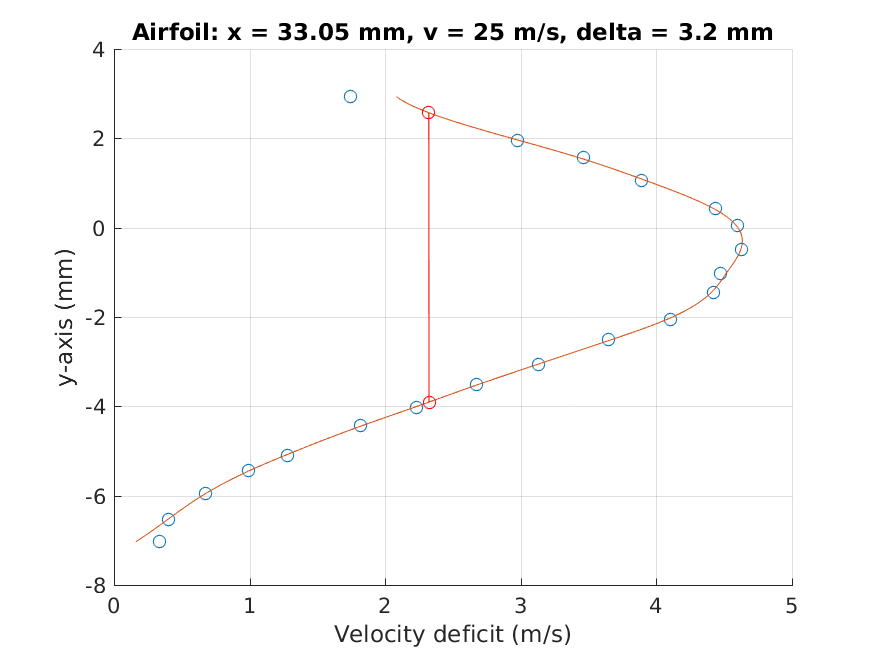 Airfoil: x = 33.05 mm, v = 25 m/s, delta = 3.2 mm
4
2
0
-2
-4
-6
-8
y-axis (mm)
0 1 2 3 4 5
Velocity deficit (m/s)